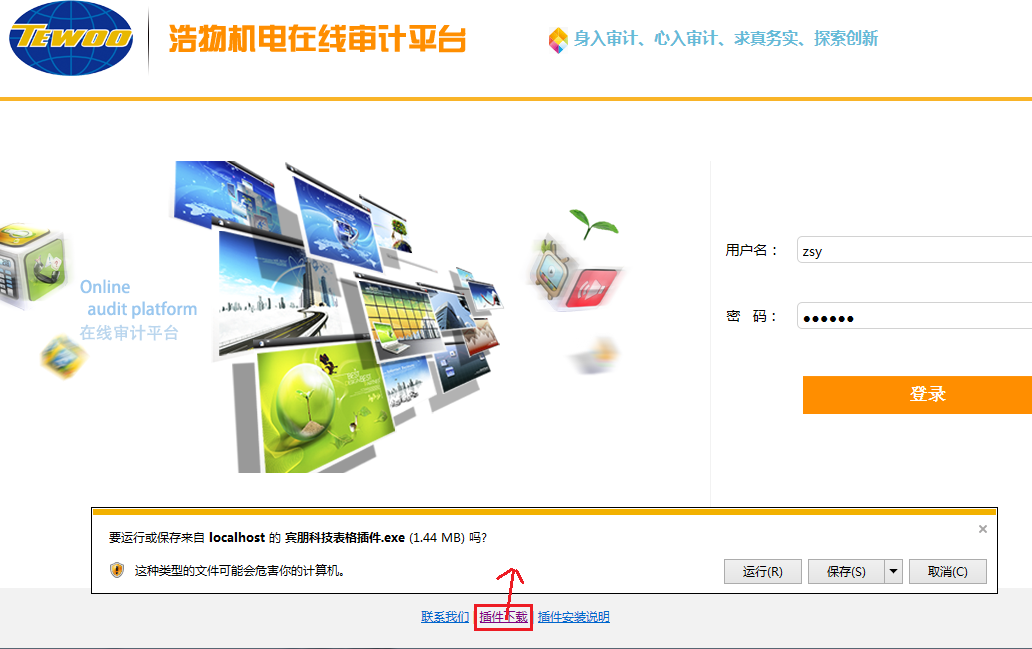 TEWOO
浩物机电在线审计平台
身入审计、心入审计、求真务实、探索创新
Online
audit platform
在线审计平台
用户名：
zsy
密 码：
●●●●●●
登录
要运行或保存来自 localhost 的 宾朋科技表格插件.exe (1.44 MB) 吗?
×
这种类型的文件可能会危害你的计算机。
运行(R)
保存(S)
取消(C)
联系我们 插件下载 插件安装说明